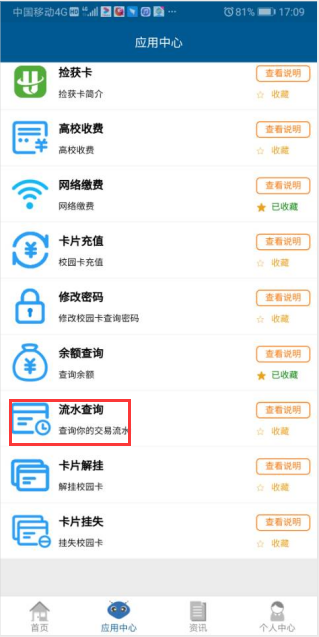 中国移动4G HD 4G 81% 17:09
应用中心
捡获卡 查看说明
捡获卡简介 ☆ 收藏
高校收费 查看说明
高校收费 ☆ 收藏
网络缴费 查看说明
网络缴费 ★ 已收藏
卡片充值 查看说明
校园卡充值 ☆ 收藏
修改密码 查看说明
修改校园卡查询密码 ☆ 收藏
余额查询 查看说明
查询余额 ★ 已收藏
流水查询 查看说明
查询你的交易流水 ☆ 收藏
卡片解挂 查看说明
解挂校园卡 ☆ 收藏
卡片挂失 查看说明
挂失校园卡 ☆ 收藏
首页 应用中心 资讯 个人中心